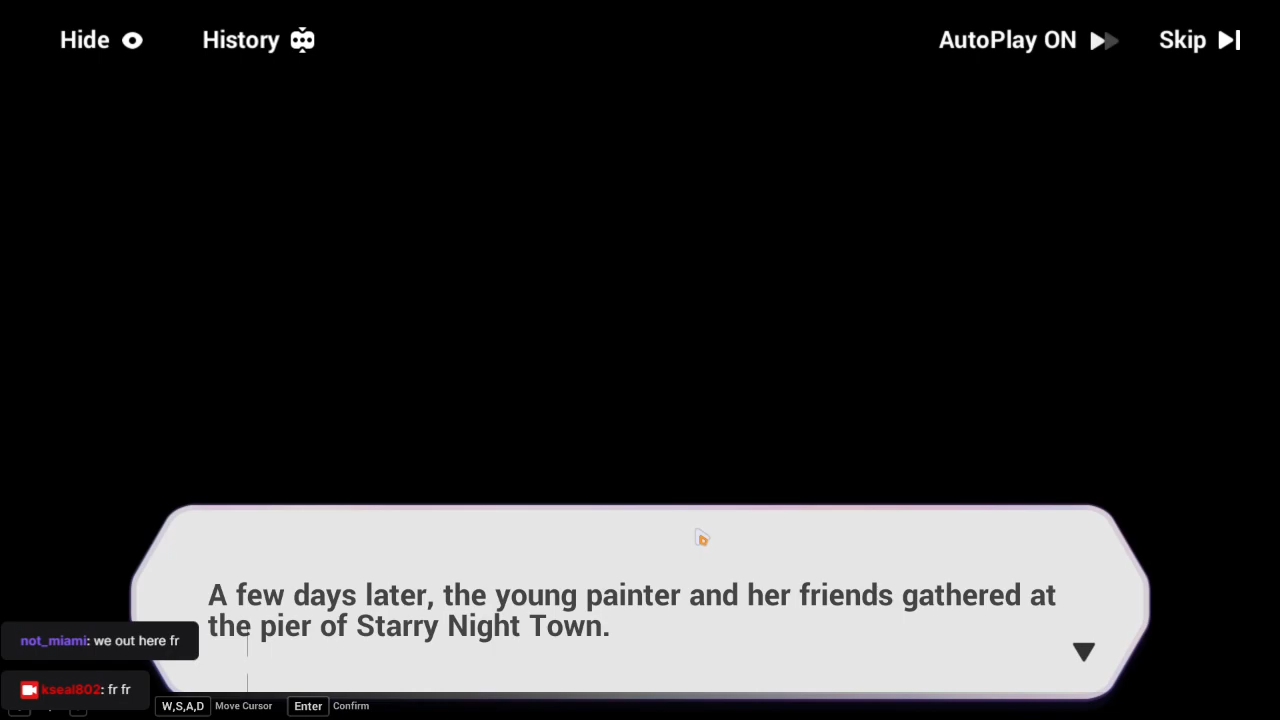 Hide
History
AutoPlay ON
Skip
A few days later, the young painter and her friends gathered at
the pier of Starry Night Town.
not_miami: we out here fr
kseal802: fr fr
W,S,A,D Move Cursor Enter Confirm